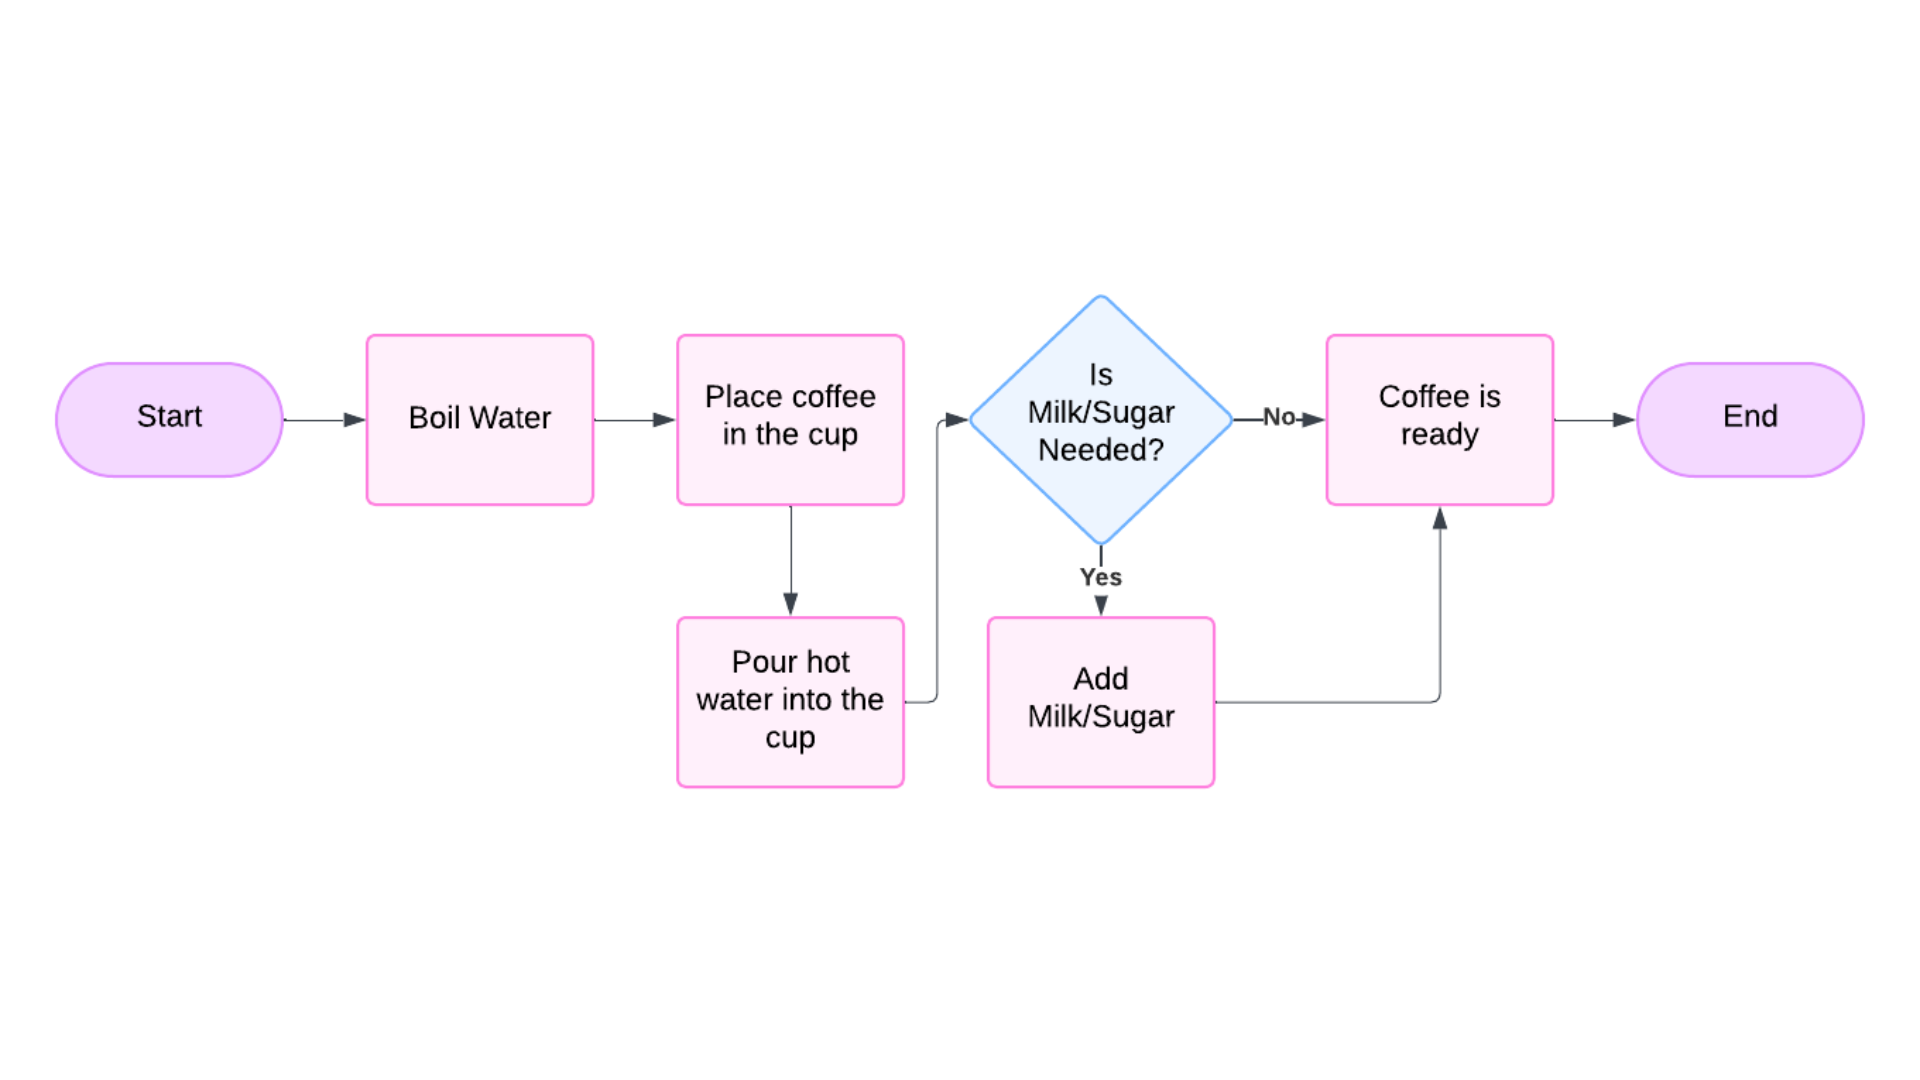 Start
Boil Water
Place coffee
in the cup
Pour hot
water into the
cup
Is
Milk/Sugar
Needed?
No
Yes
Add
Milk/Sugar
Coffee is
ready
End